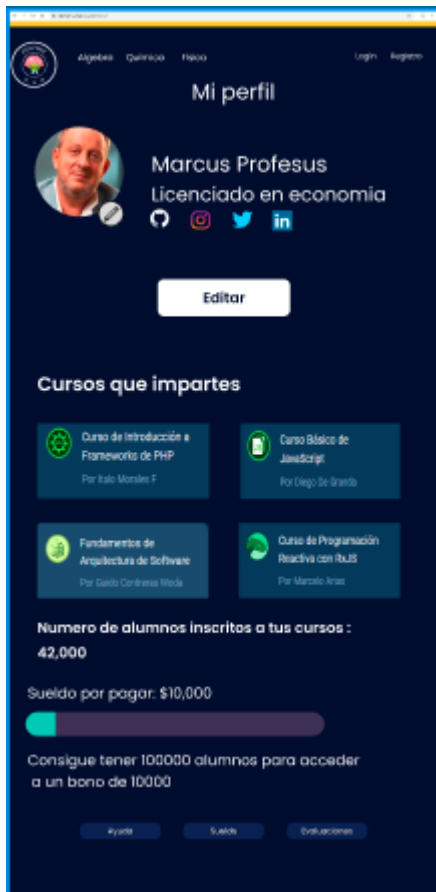 Algebra Quimica Fisica Login Registro
Mi perfil
Marcus Profesus
Licenciado en economia
in
Editar
Cursos que impartes
Curso de Introducción a
Frameworks de PHP
Por Italo Morales F
Curso Básico de
JavaScript
Por Diego De Granda
Fundamentos de
Arquitectura de Software
Por Guido Contreras Woda
Curso de Programación
Reactiva con RxJS
Por Marcelo Arias
Numero de alumnos inscritos a tus cursos :
42,000
Sueldo por pagar: $10,000
Consigue tener 100000 alumnos para acceder
a un bono de 10000
Ayuda Sueldo Evaluaciones